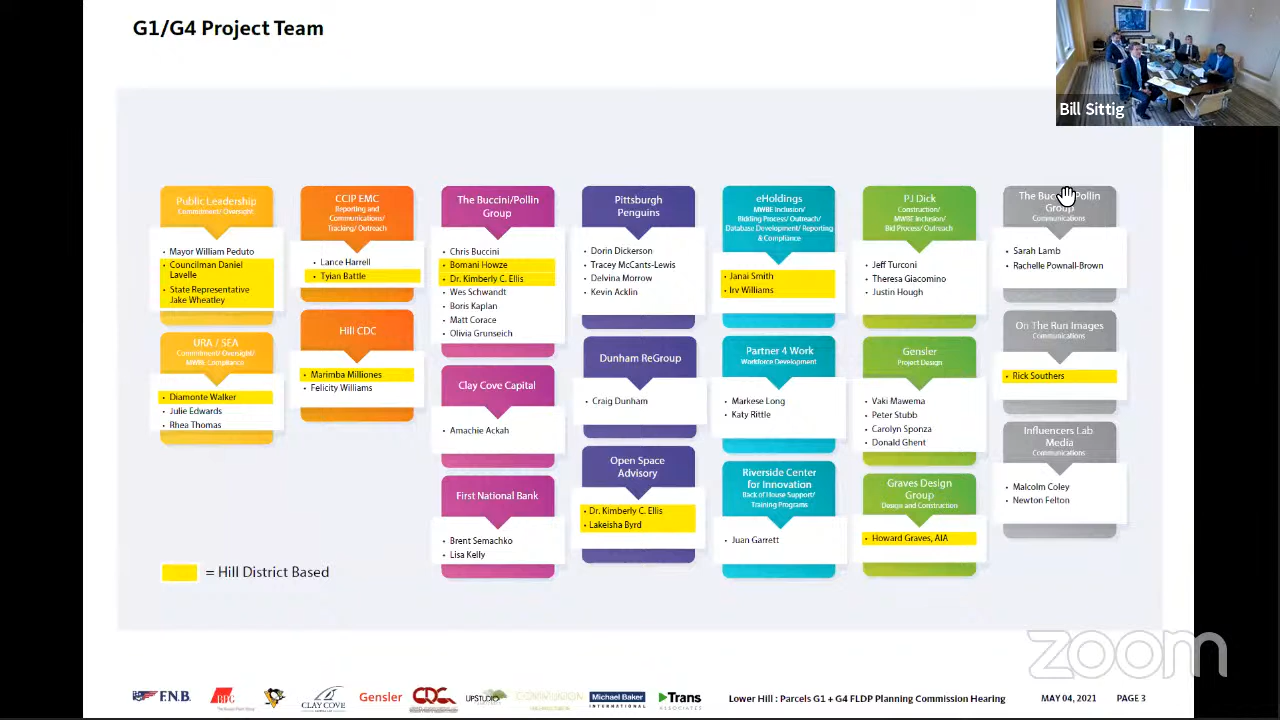 G1/G4 Project Team
Bill Sittig
Public Leadership
Commitment/ Oversight
• Mayor William Peduto
• Councilman Daniel
Lavelle
• State Representative
Jake Wheatley
URA / SEA
Commitment/ Oversight/
MWBE Compliance
• Diamonte Walker
• Julie Edwards
• Rhea Thomas
CCIP EMC
Reporting and
Communications/
Tracking/ Outreach
• Lance Harrell
• Tyian Battle
Hill CDC
• Marimba Milliones
• Felicity Williams
The Buccini/Pollin
Group
• Chris Buccini
• Bomani Howze
• Dr. Kimberly C. Ellis
• Wes Schwandt
• Boris Kaplan
• Matt Corace
• Olivia Grunseich
Clay Cove Capital
• Amachie Ackah
First National Bank
• Brent Semachko
• Lisa Kelly
Pittsburgh
Penguins
• Dorin Dickerson
• Tracey McCants-Lewis
• Delvina Morrow
• Kevin Acklin
Dunham ReGroup
• Craig Dunham
Open Space
Advisory
• Dr. Kimberly C. Ellis
• Lakeisha Byrd
eHoldings
MWBE Inclusion/
Bidding Process/ Outreach/
Database Development/ Reporting
& Compliance
• Janai Smith
• Irv Williams
Partner 4 Work
Workforce Development
• Markese Long
• Katy Rittle
Riverside Center
for Innovation
Back of House Support/
Training Programs
• Juan Garrett
PJ Dick
Construction/
MWBE Inclusion/
Bid Process/ Outreach
• Jeff Turconi
• Theresa Giacomino
• Justin Hough
Gensler
Project Design
• Vaki Mawema
• Peter Stubb
• Carolyn Sponza
• Donald Ghent
Graves Design
Group
Design and Construction
• Howard Graves, AIA
The Buccini/Pollin
Group
Communications
• Sarah Lamb
• Rachelle Pownall-Brown
On The Run Images
Communications
• Rick Southers
Influencers Lab
Media
Communications
• Malcolm Coley
• Newton Felton
= Hill District Based
zoom
F.N.B.
BPG
CLAY COVE
Gensler
CDC
UPSTUDIO
Michael Baker
INTERNATIONAL
Trans
ASSOCIATES
Lower Hill : Parcels G1 + G4 FLDP Planning Commission Hearing
MAY 04, 2021
PAGE 3